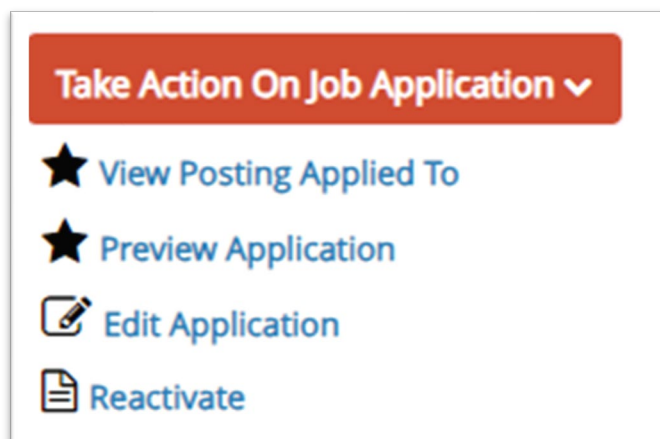 Take Action On Job Application
View Posting Applied To
Preview Application
Edit Application
Reactivate